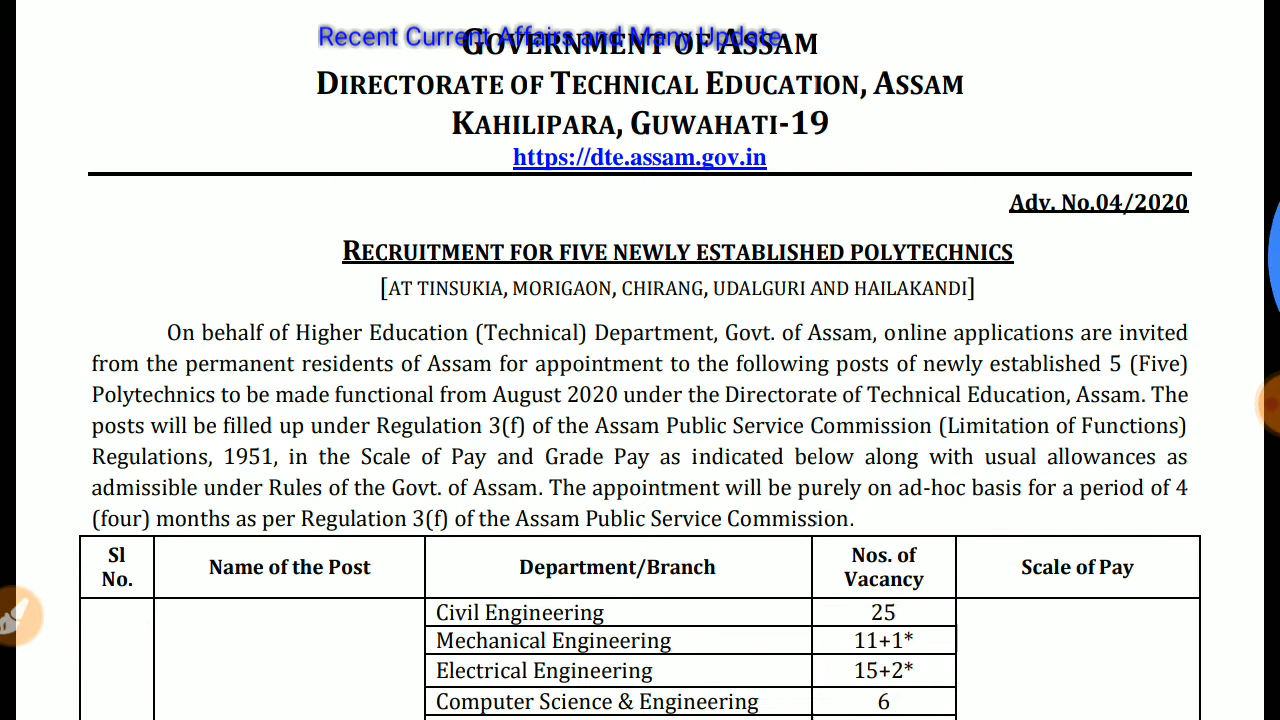 Recent Current Affairs and Many Update
GOVERNMENT OF ASSAM
DIRECTORATE OF TECHNICAL EDUCATION, ASSAM
KAHILIPARA, GUWAHATI-19
https://dte.assam.gov.in
Adv. No.04/2020
RECRUITMENT FOR FIVE NEWLY ESTABLISHED POLYTECHNICS
[AT TINSUKIA, MORIGAON, CHIRANG, UDALGURI AND HAILAKANDI]
On behalf of Higher Education (Technical) Department, Govt. of Assam, online applications are invited
from the permanent residents of Assam for appointment to the following posts of newly established 5 (Five)
Polytechnics to be made functional from August 2020 under the Directorate of Technical Education, Assam. The
posts will be filled up under Regulation 3(f) of the Assam Public Service Commission (Limitation of Functions)
Regulations, 1951, in the Scale of Pay and Grade Pay as indicated below along with usual allowances as
admissible under Rules of the Govt. of Assam. The appointment will be purely on ad-hoc basis for a period of 4
(four) months as per Regulation 3(f) of the Assam Public Service Commission.
Sl No. Name of the Post Department/Branch Nos. of Vacancy Scale of Pay
Civil Engineering 25
Mechanical Engineering 11+1*
Electrical Engineering 15+2*
Computer Science & Engineering 6